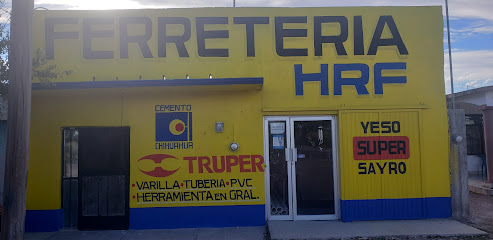 FERRETERIA
HRF
CEMENTO
CHIHUAHUA
TRUPER
•VARILLA•TUBERIA•PVC
•HERRAMIENTA EN GRAL.
YESO
SUPER
SAYRO